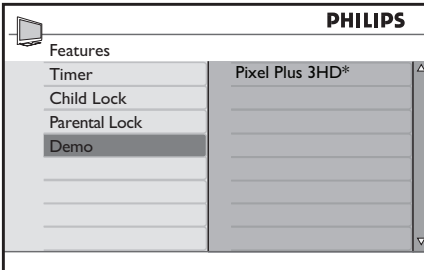 PHILIPS
Features
Timer
Pixel Plus 3HD*
Child Lock
Parental Lock
Demo